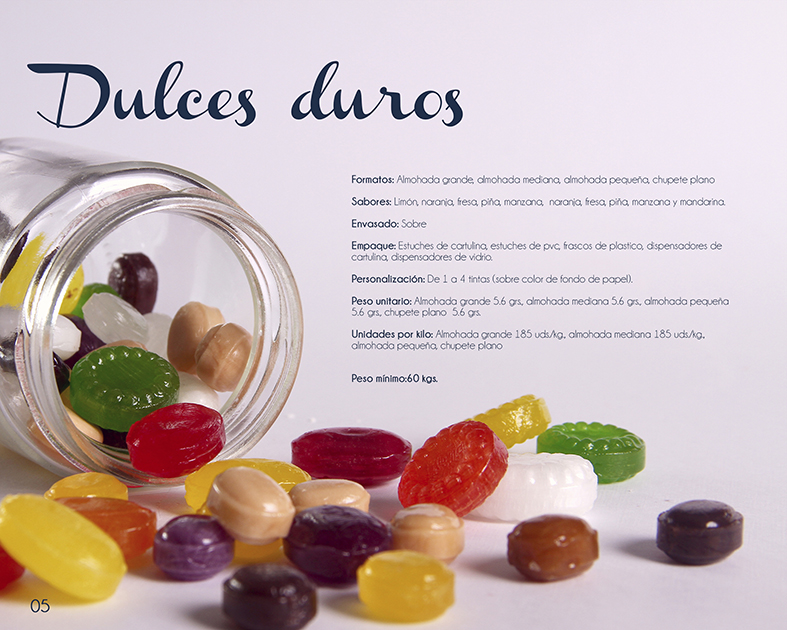 Dulces duros
Formatos: Almohada grande, almohada mediana, almohada pequeña, chupete plano
Sabores: Limón, naranja, fresa, piña, manzana, naranja, fresa, piña, manzana y mandarina.
Envasado: Sobre
Empaque: Estuches de cartulina, estuches de pvc, frascos de plastico, dispensadores de
cartulina, dispensadores de vidrio.
Personalización: De 1 a 4 tintas (sobre color de fondo de papel).
Peso unitario: Almohada grande 5.6 grs., almohada mediana 5.6 grs., almohada pequeña
5.6 grs., chupete plano 5.6 grs.
Unidades por kilo: Almohada grande 185 uds/kg., almohada mediana 185 uds/kg.,
almohada pequeña, chupete plano
Peso mínimo:60 kgs.
05